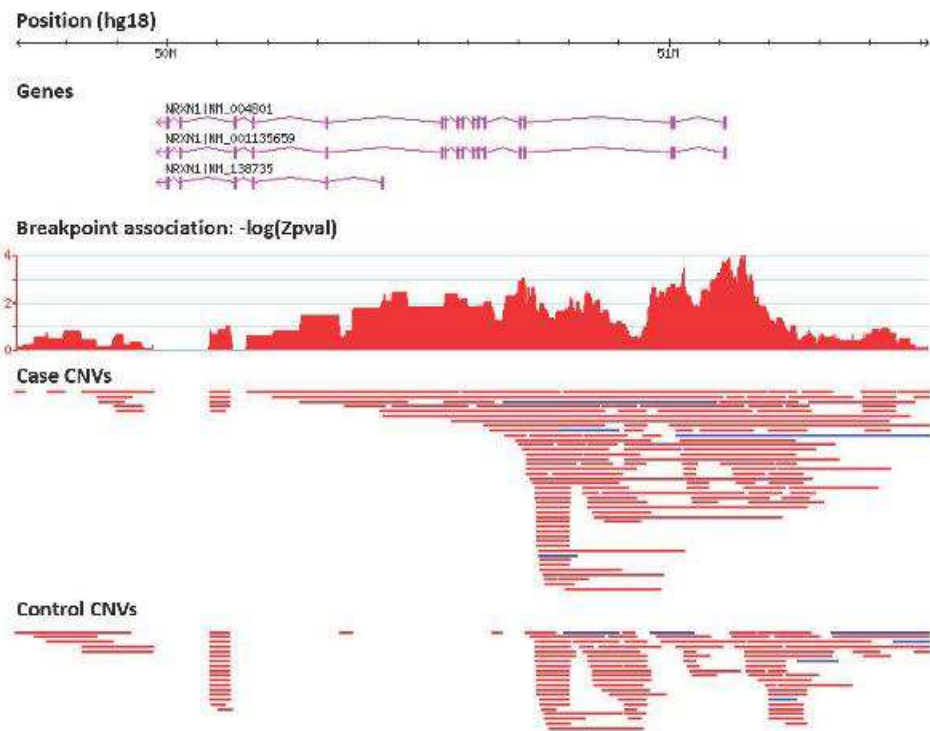 Position (hg18)
50M 51M
Genes
NRXN1|NM_004801
NRXN1|NM_001135659
NRXN1|NM_138735
Breakpoint association: -log(Zpval)
4
2
0
Case CNVs
Control CNVs